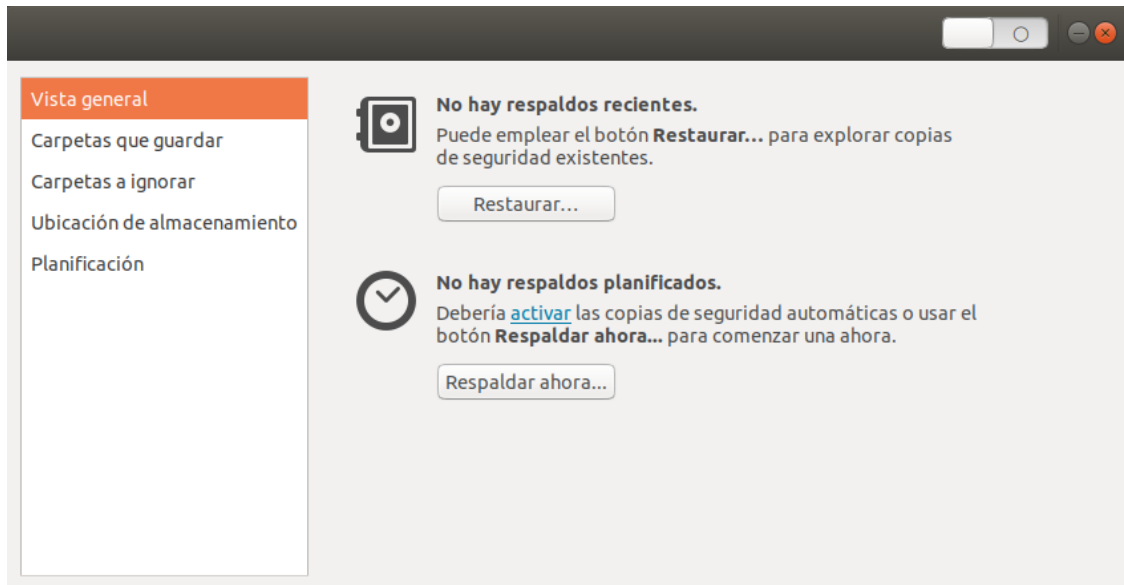 Vista general
Carpetas que guardar
Carpetas a ignorar
Ubicación de almacenamiento
Planificación
No hay respaldos recientes.
Puede emplear el botón Restaurar... para explorar copias
de seguridad existentes.
Restaurar...
No hay respaldos planificados.
Debería activar las copias de seguridad automáticas o usar el
botón Respaldar ahora... para comenzar una ahora.
Respaldar ahora...